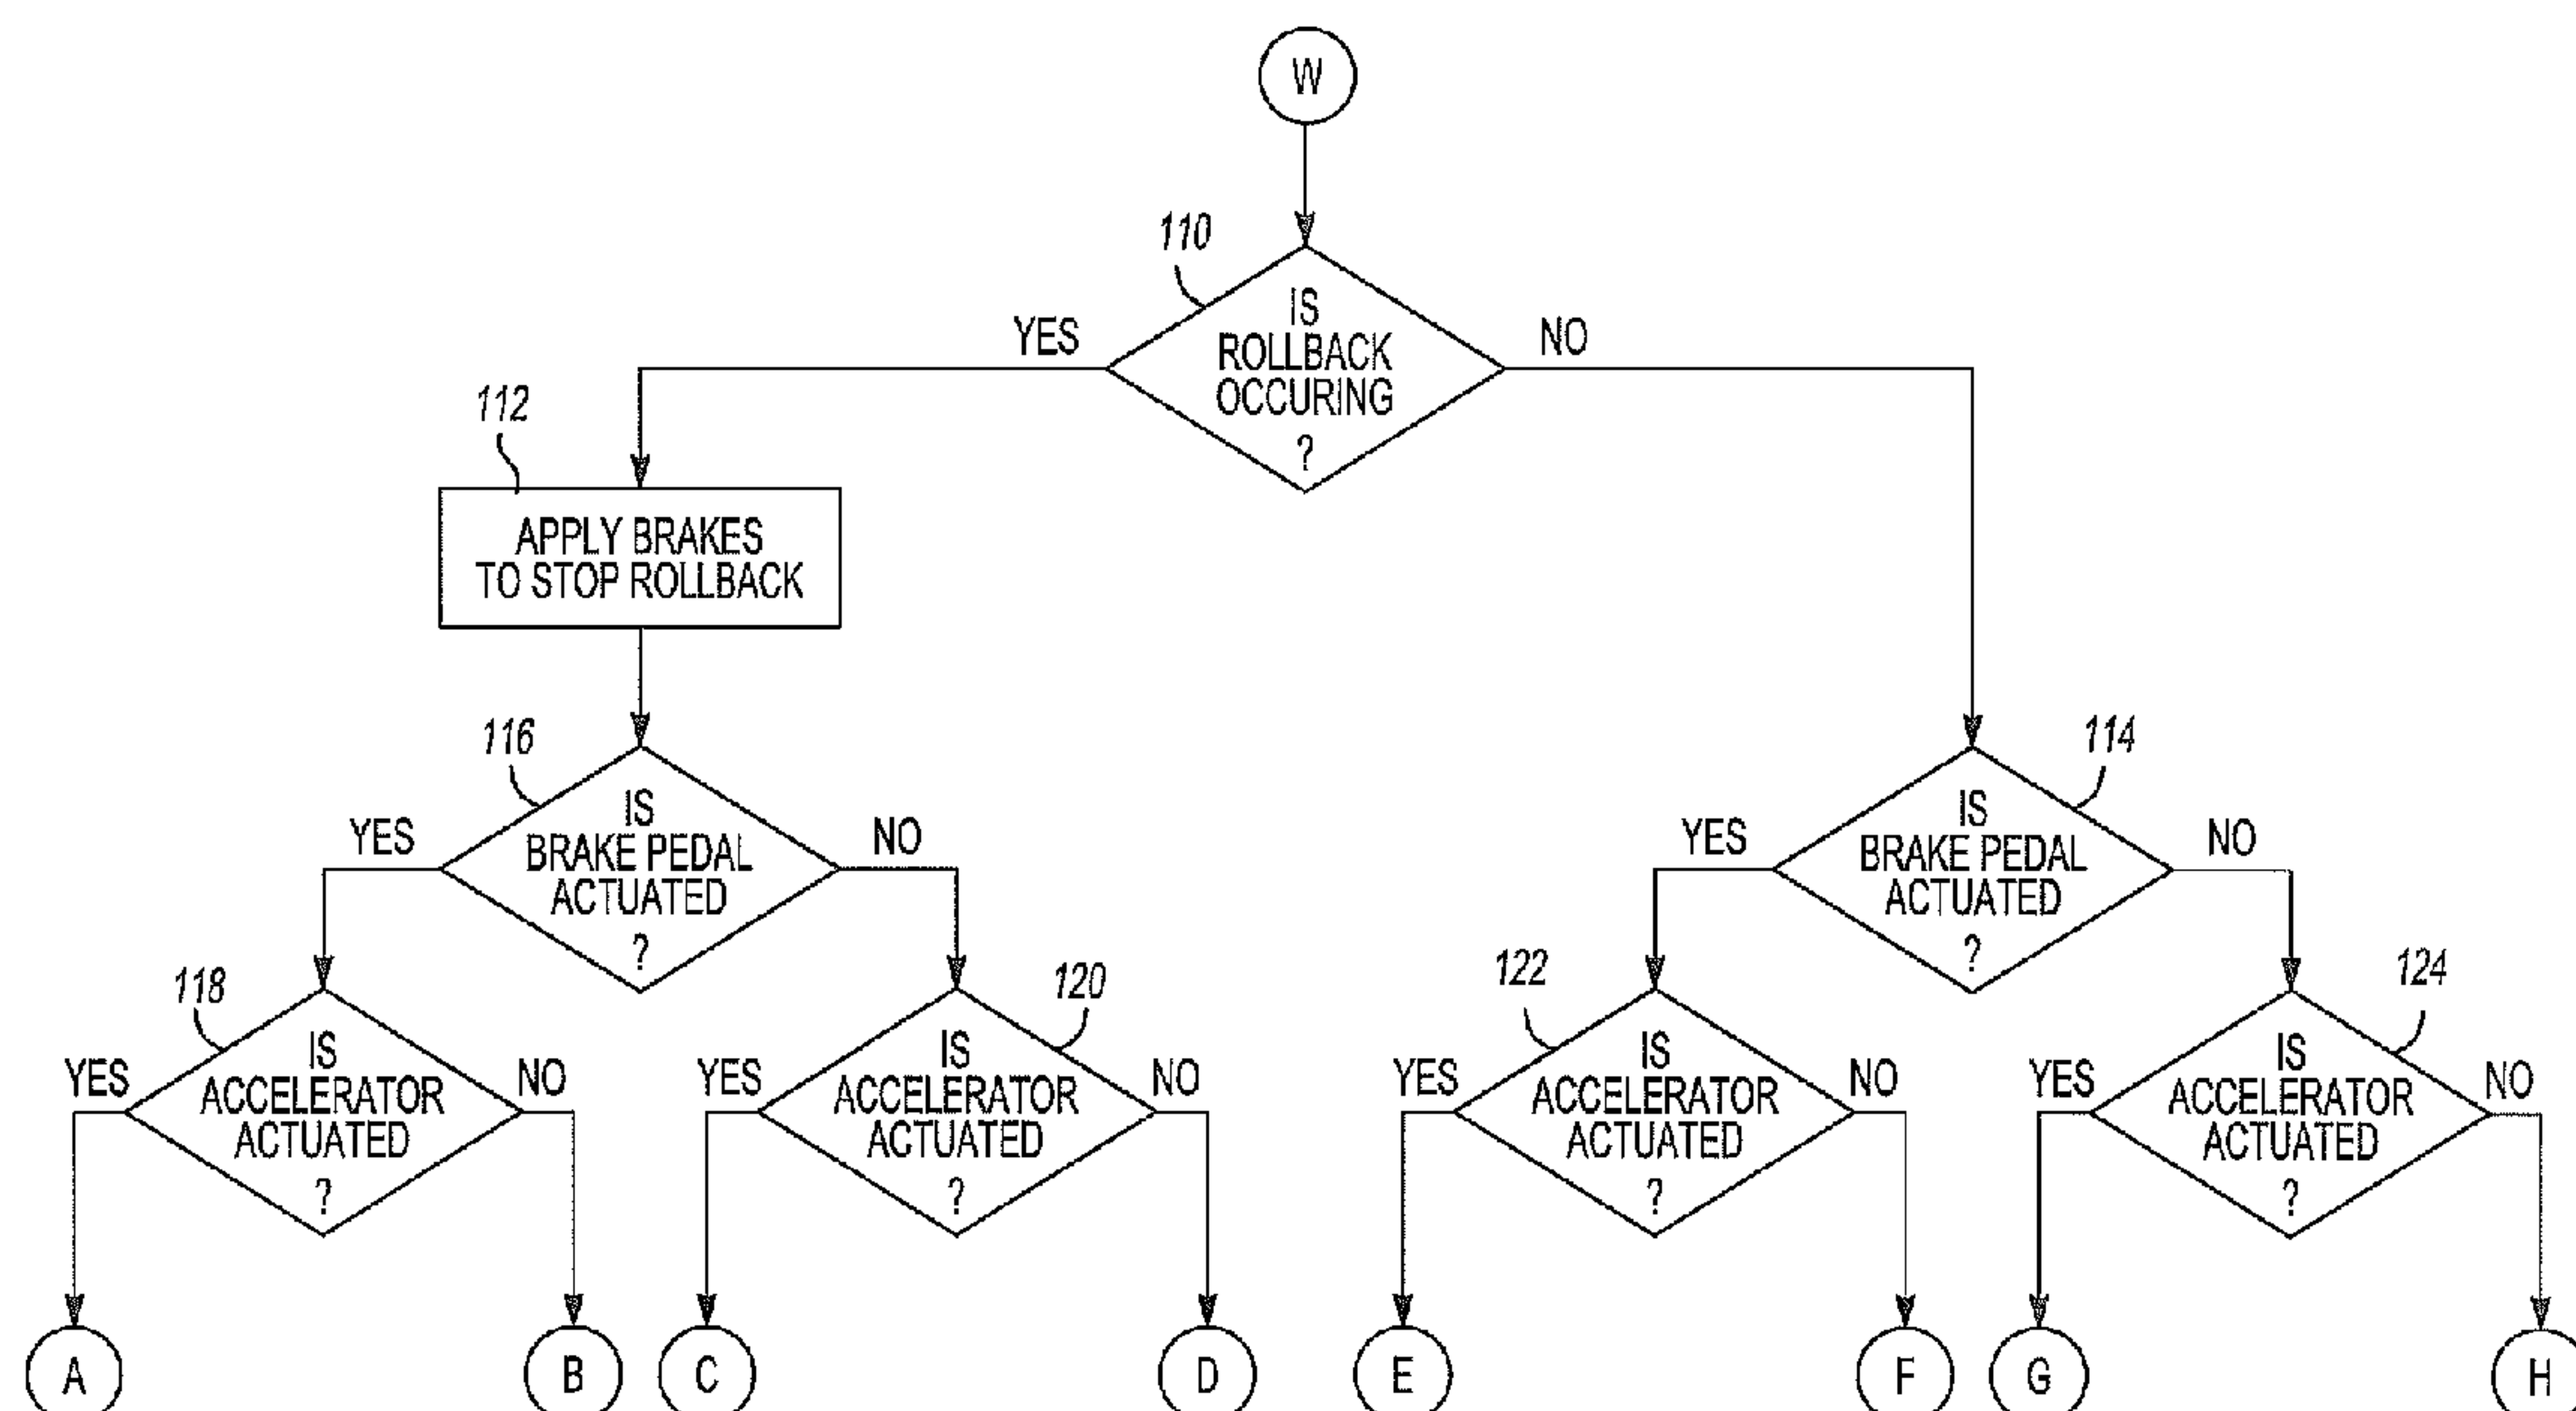 W
110
IS
ROLLBACK
OCCURING
?
YES
NO
112
APPLY BRAKES
TO STOP ROLLBACK
116
IS
BRAKE PEDAL
ACTUATED
?
YES
NO
114
IS
BRAKE PEDAL
ACTUATED
?
YES
NO
118
IS
ACCELERATOR
ACTUATED
?
YES
NO
120
IS
ACCELERATOR
ACTUATED
?
YES
NO
122
IS
ACCELERATOR
ACTUATED
?
YES
NO
124
IS
ACCELERATOR
ACTUATED
?
YES
NO
A
B
C
D
E
F
G
H